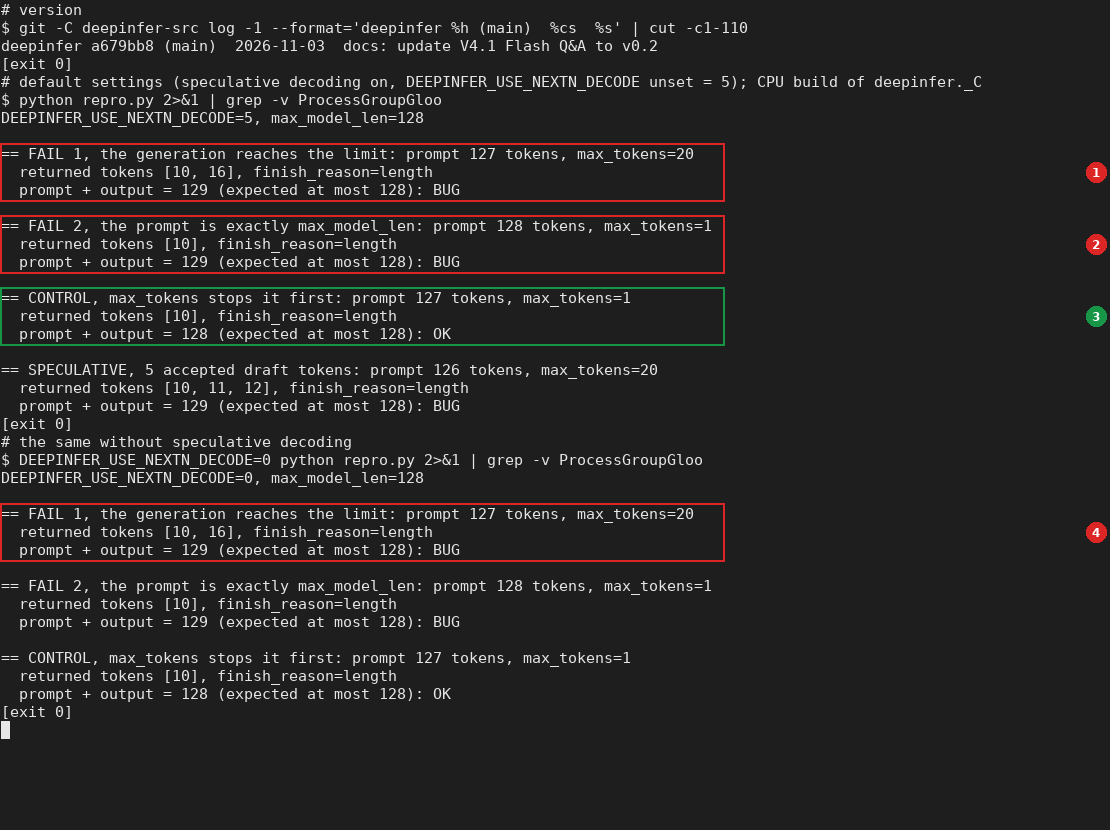 # version
$ git -C deepinfer-src log -1 --format='deepinfer %h (main)  %cs  %s' | cut -c1-110
deepinfer a679bb8 (main)  2026-11-03  docs: update V4.1 Flash Q&A to v0.2
[exit 0]
# default settings (speculative decoding on, DEEPINFER_USE_NEXTN_DECODE unset = 5); CPU build of deepinfer._C
$ python repro.py 2>&1 | grep -v ProcessGroupGloo
DEEPINFER_USE_NEXTN_DECODE=5, max_model_len=128
== FAIL 1, the generation reaches the limit: prompt 127 tokens, max_tokens=20
  returned tokens [10, 16], finish_reason=length
  prompt + output = 129 (expected at most 128): BUG
1
== FAIL 2, the prompt is exactly max_model_len: prompt 128 tokens, max_tokens=1
  returned tokens [10], finish_reason=length
  prompt + output = 129 (expected at most 128): BUG
2
== CONTROL, max_tokens stops it first: prompt 127 tokens, max_tokens=1
  returned tokens [10], finish_reason=length
  prompt + output = 128 (expected at most 128): OK
3
== SPECULATIVE, 5 accepted draft tokens: prompt 126 tokens, max_tokens=20
  returned tokens [10, 11, 12], finish_reason=length
  prompt + output = 129 (expected at most 128): BUG
[exit 0]
# the same without speculative decoding
$ DEEPINFER_USE_NEXTN_DECODE=0 python repro.py 2>&1 | grep -v ProcessGroupGloo
DEEPINFER_USE_NEXTN_DECODE=0, max_model_len=128
== FAIL 1, the generation reaches the limit: prompt 127 tokens, max_tokens=20
  returned tokens [10, 16], finish_reason=length
  prompt + output = 129 (expected at most 128): BUG
4
== FAIL 2, the prompt is exactly max_model_len: prompt 128 tokens, max_tokens=1
  returned tokens [10], finish_reason=length
  prompt + output = 129 (expected at most 128): BUG
== CONTROL, max_tokens stops it first: prompt 127 tokens, max_tokens=1
  returned tokens [10], finish_reason=length
  prompt + output = 128 (expected at most 128): OK
[exit 0]